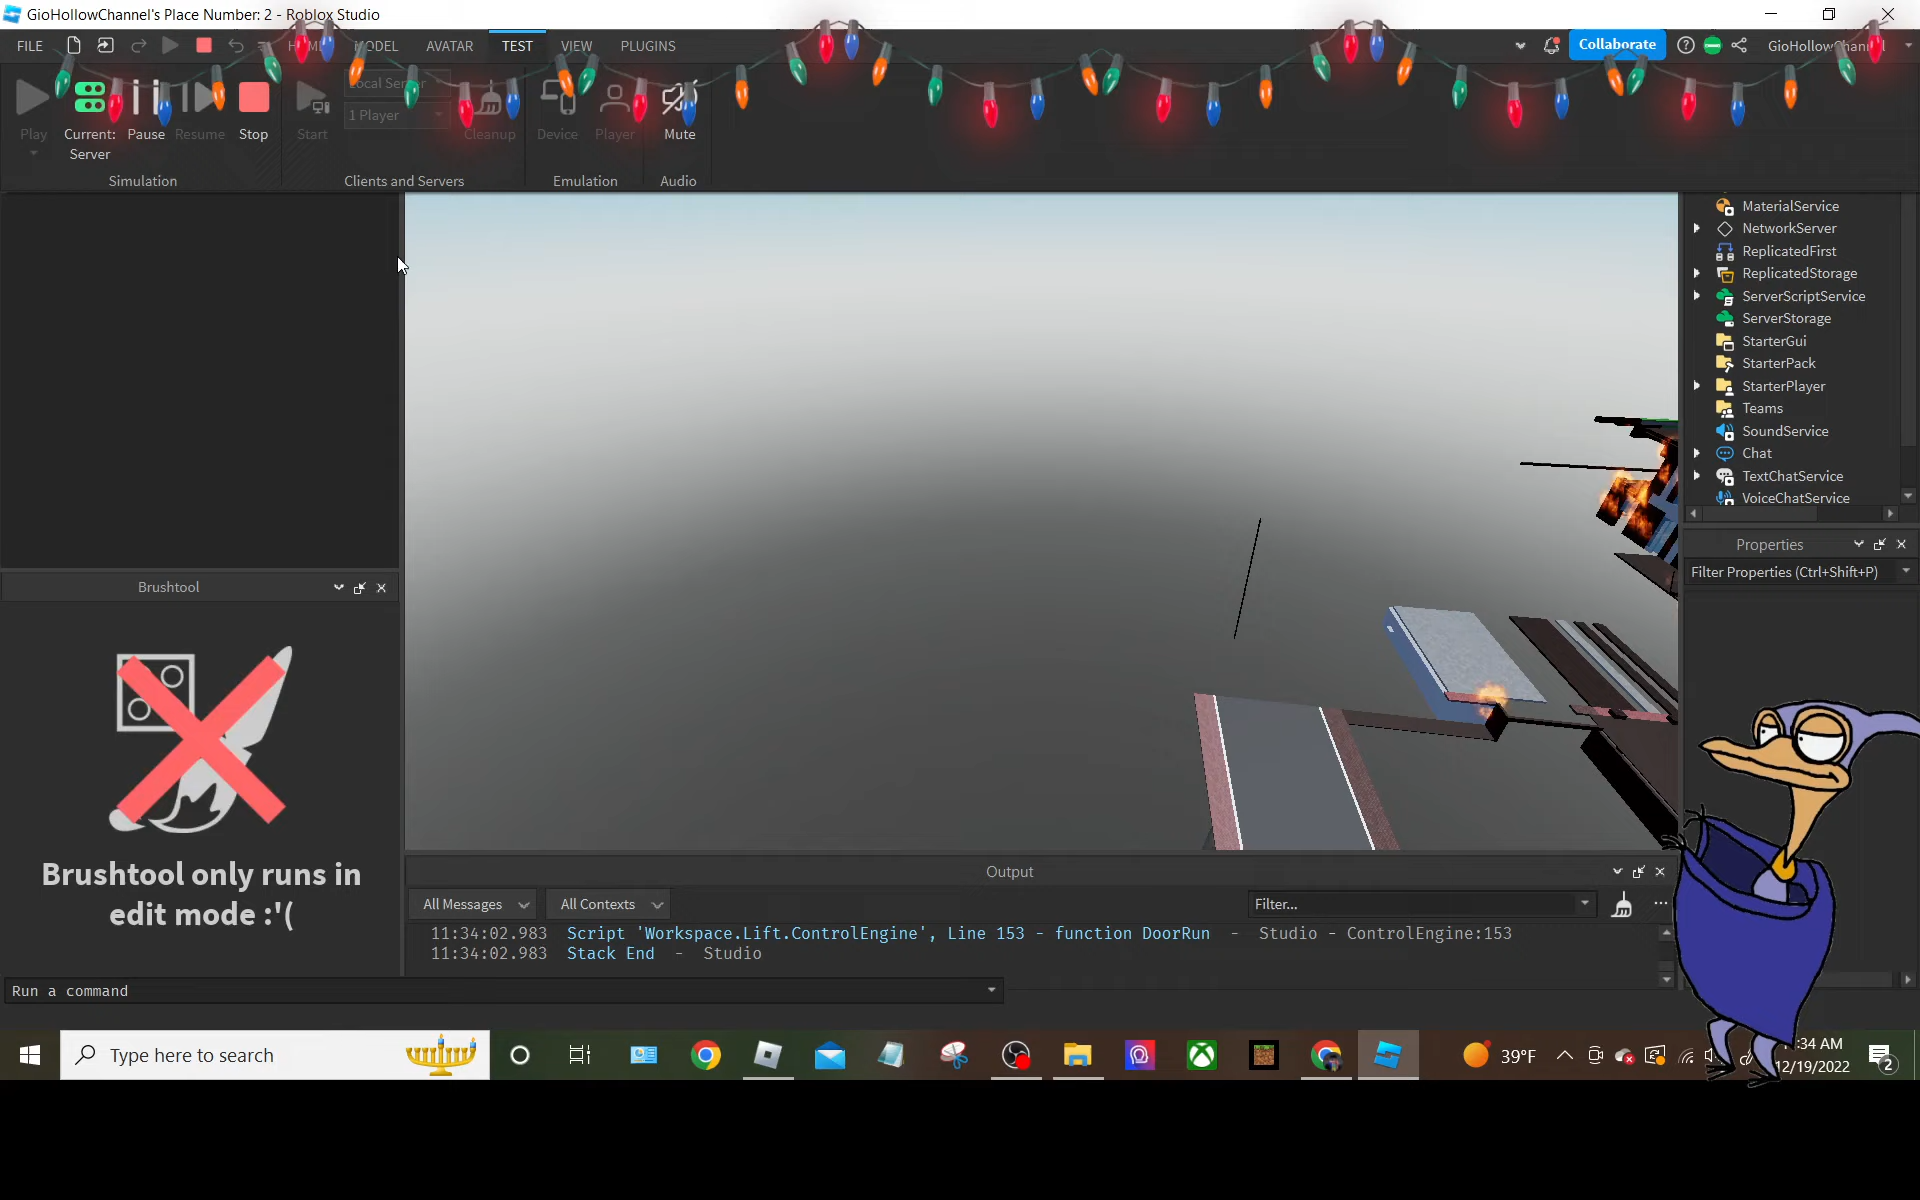 GioHollowChannel's Place Number: 2 - Roblox Studio
FILE
MODEL
AVATAR
TEST
VIEW
PLUGINS
Collaborate
Play
Current:
Server
Pause
Resume
Stop
Start
Local Server
1 Player
Cleanup
Device
Player
Mute
Simulation
Clients and Servers
Emulation
Audio
MaterialService
NetworkServer
ReplicatedFirst
ReplicatedStorage
ServerScriptService
ServerStorage
StarterGui
StarterPack
StarterPlayer
Teams
SoundService
Chat
TextChatService
VoiceChatService
Properties
Filter Properties (Ctrl+Shift+P)
Brushtool
Brushtool only runs in
edit mode :'(
Output
All Messages
All Contexts
Filter...
11:34:02.983 Script 'Workspace.Lift.ControlEngine', Line 153 - function DoorRun - Studio - ControlEngine:153
11:34:02.983 Stack End - Studio
Run a command
Type here to search
39°F
:34 AM
12/19/2022
2